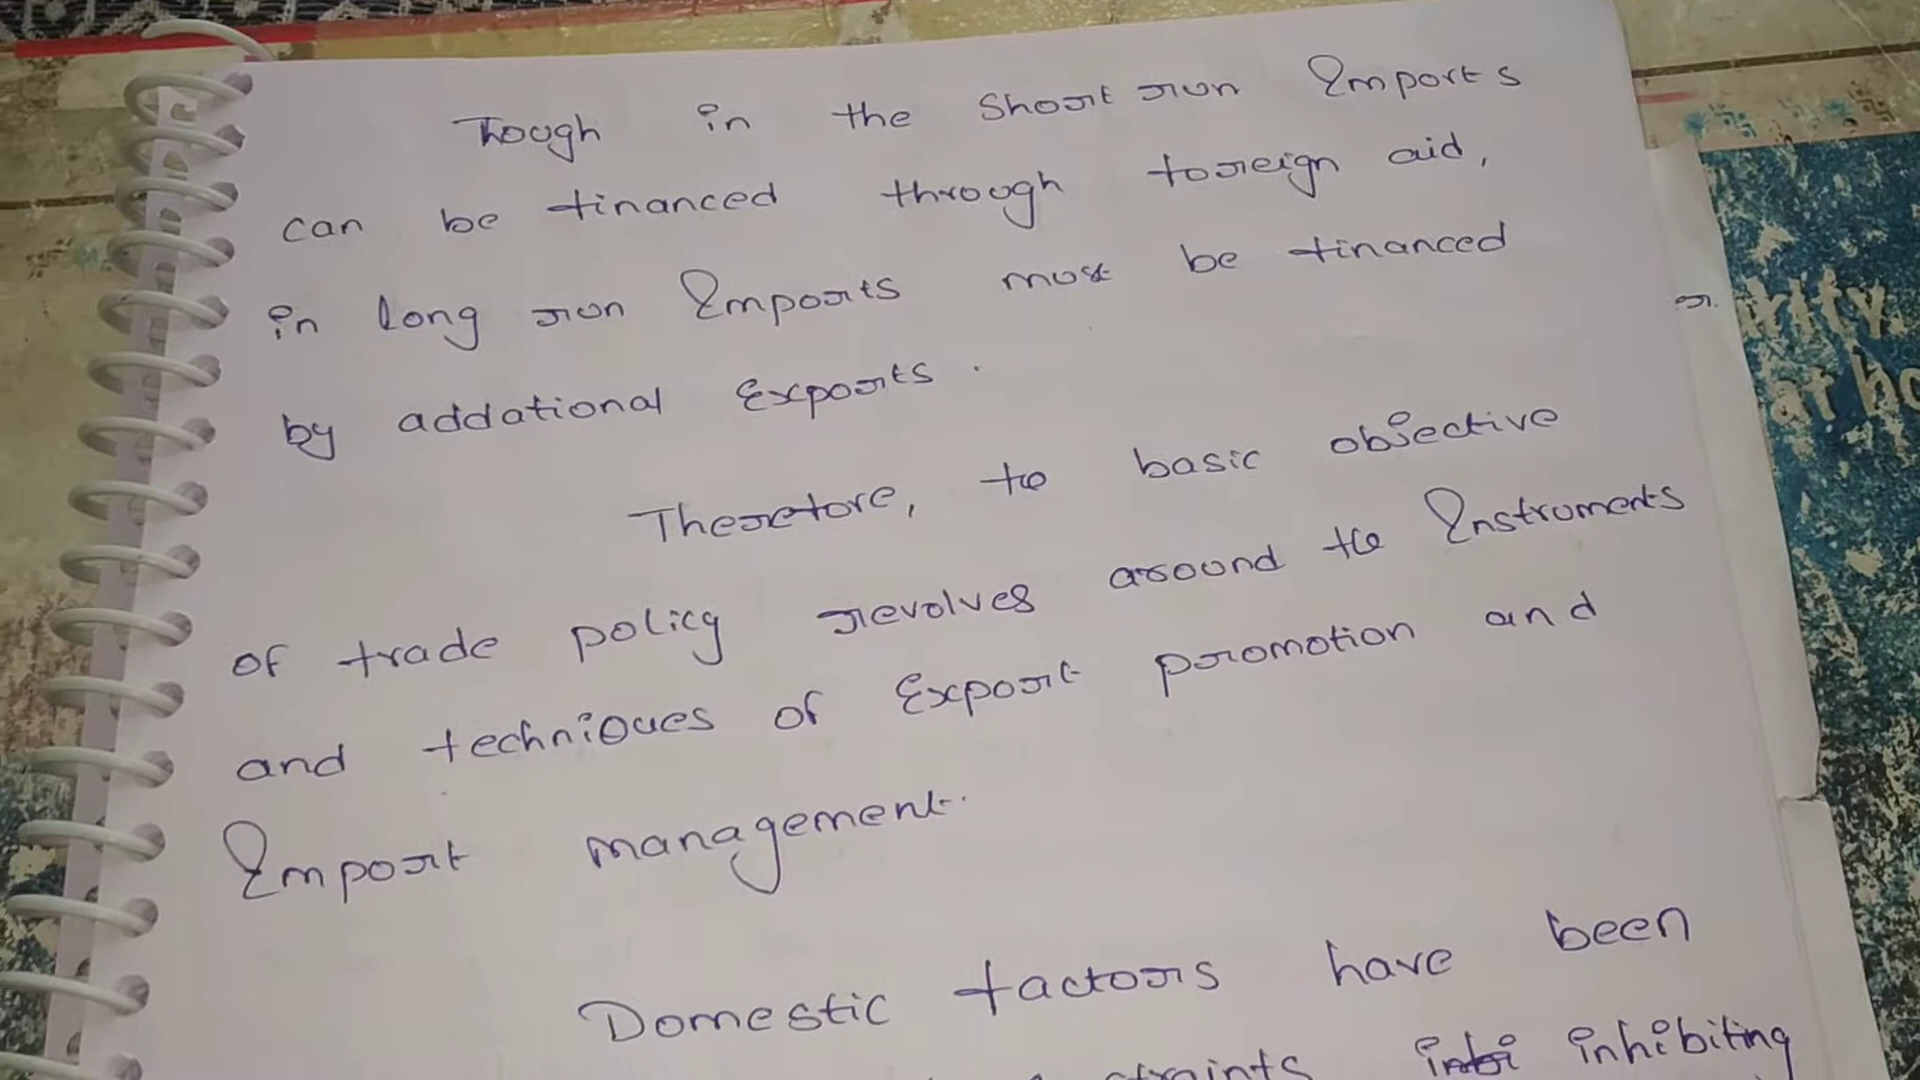 Though in the Short run Imports
can be financed through foreign aid,
in long run Imports must be financed
by addational Exports.
Therefore, the basic objective
of trade policy revolves around the Instruments
and techniques of Export promotion and
Import management.
Domestic factors have been
inhibiting